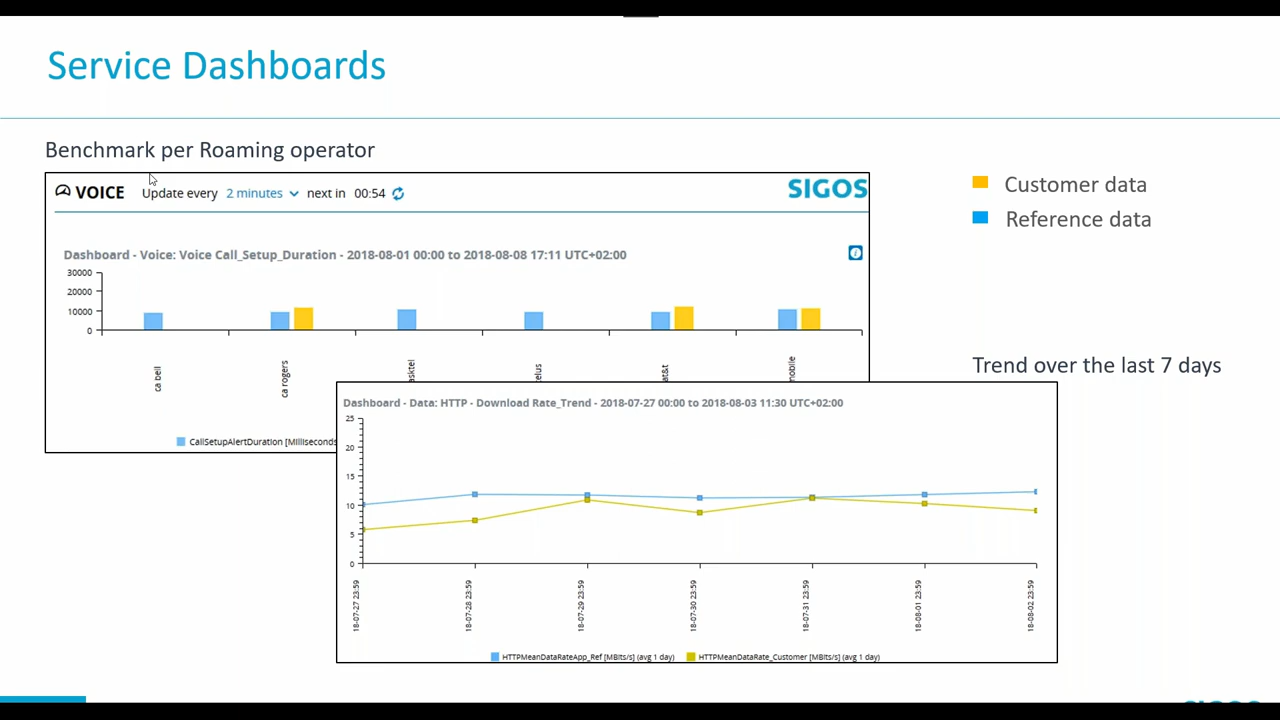 Service Dashboards
Benchmark per Roaming operator
VOICE Update every 2 minutes next in 00:54
SIGOS
Customer data
Reference data
Dashboard - Voice: Voice Call_Setup_Duration - 2018-08-01 00:00 to 2018-08-08 17:11 UTC+02:00
30000
20000
10000
0
ca bell
ca rogers
CallSetupAlertDuration [Milliseconds
Trend over the last 7 days
Dashboard - Data: HTTP - Download Rate_Trend - 2018-07-27 00:00 to 2018-08-03 11:30 UTC+02:00
25
20
15
10
5
0
18-07-27 23:59
18-07-28 23:59
18-07-29 23:59
18-07-30 23:59
18-07-31 23:59
18-08-01 23:59
18-08-02 23:59
HTTPMeanDataRateApp_Ref [MBits/s] (avg 1 day)
HTTPMeanDataRate_Customer [MBits/s] (avg 1 day)